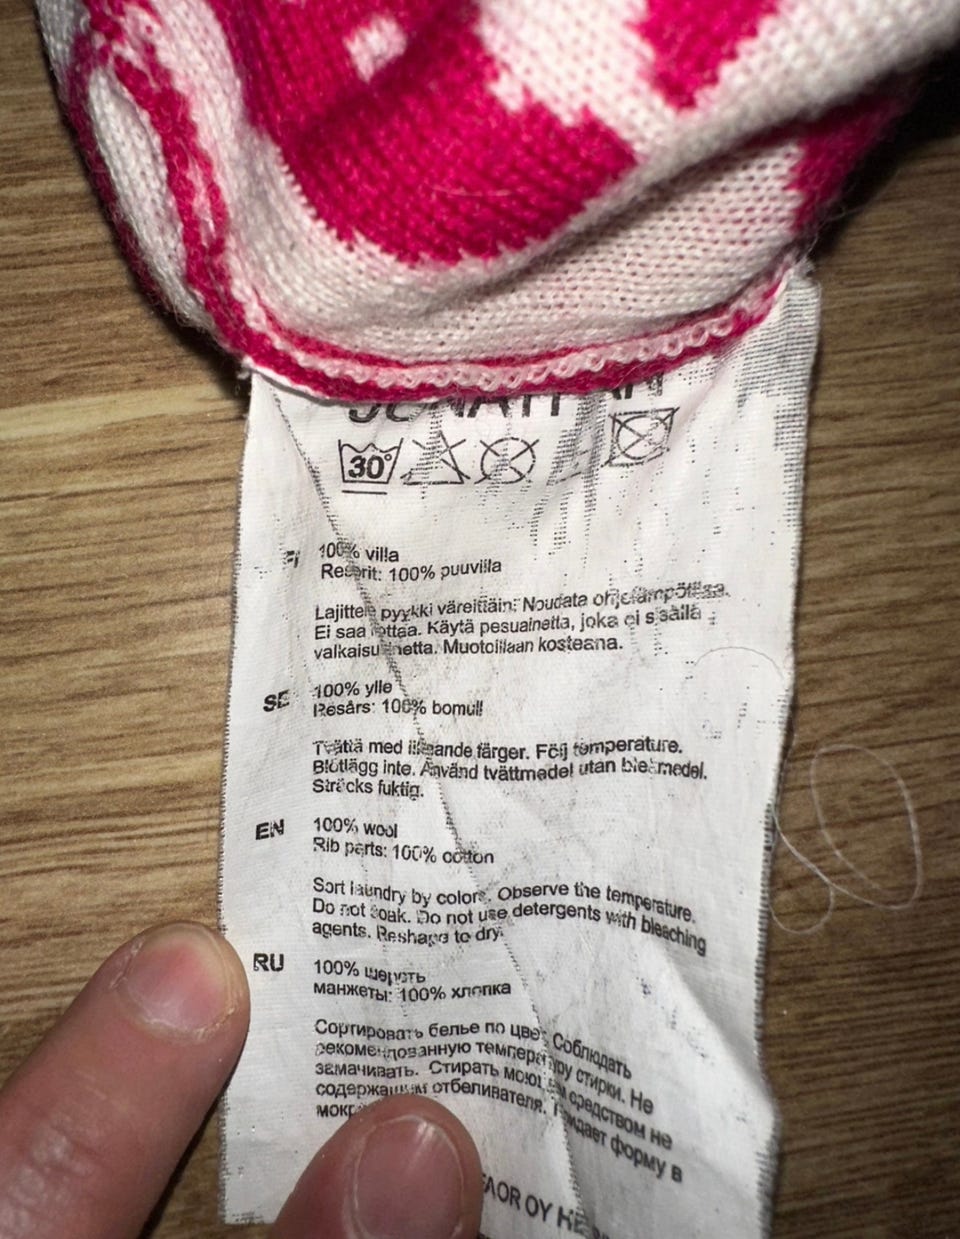 30°
FI
100% villa
Resorit: 100% puuvilla
Lajittele pyykki väreittäin. Noudata ohjelämpötilaa.
Ei saa liottaa. Käytä pesuainetta, joka ei sisällä
valkaisuainetta. Muotoillaan kosteana.
SE
100% ylle
Resårs: 100% bomull
Tvätta med liknande färger. Följ temperature.
Blötlägg inte. Använd tvättmedel utan blekmedel.
Sträcks fuktig.
EN
100% wool
Rib parts: 100% cotton
Sort laundry by colors. Observe the temperature.
Do not soak. Do not use detergents with bleaching
agents. Reshape to dry.
RU
100% шерсть
манжеты: 100% хлопка
Сортировать белье по цвету. Соблюдать
рекомендованную температуру стирки. Не
замачивать. Стирать моющим средством не
содержащим отбеливателя. Придает форму в
OY